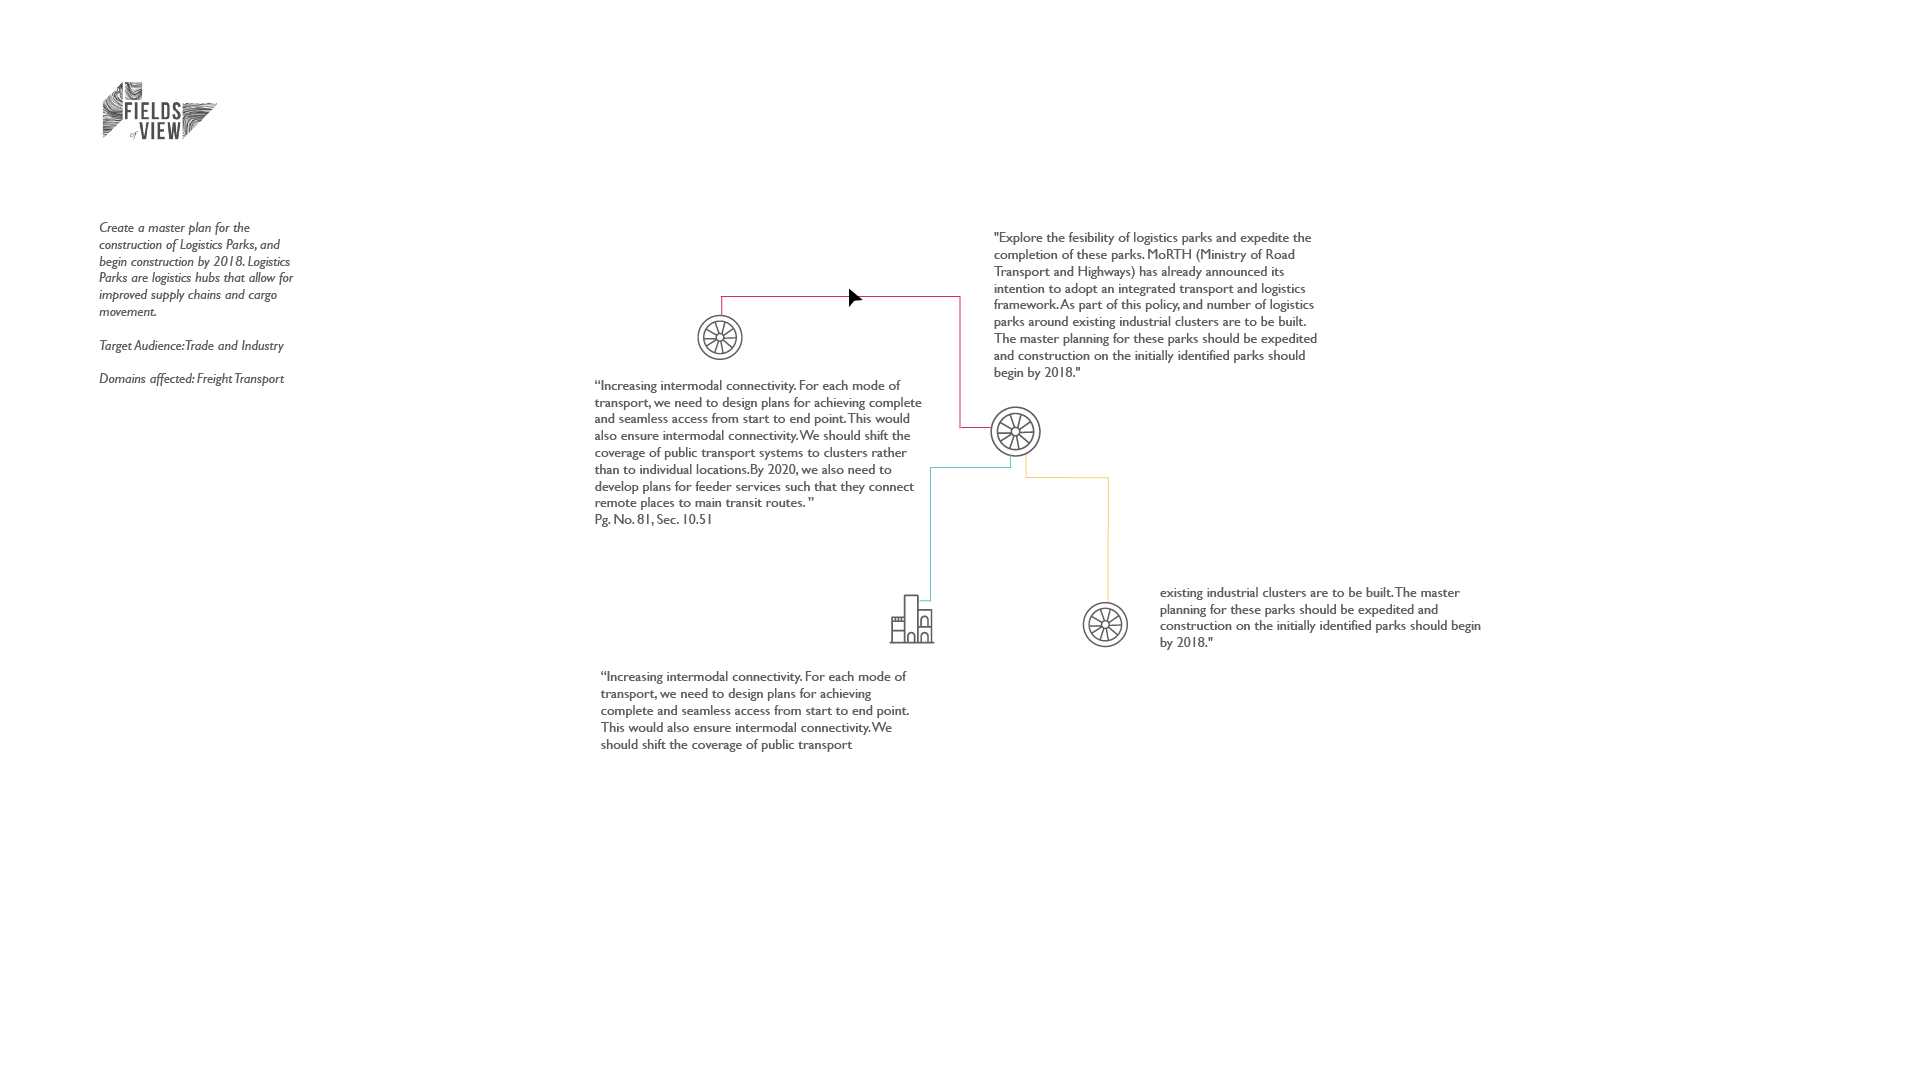 FIELDS
of VIEW
Create a master plan for the
construction of Logistics Parks, and
begin construction by 2018. Logistics
Parks are logistics hubs that allow for
improved supply chains and cargo
movement.
Target Audience: Trade and Industry
Domains affected: Freight Transport
"Explore the fesibility of logistics parks and expedite the
completion of these parks. MoRTH (Ministry of Road
Transport and Highways) has already announced its
intention to adopt an integrated transport and logistics
framework. As part of this policy, and number of logistics
parks around existing industrial clusters are to be built.
The master planning for these parks should be expedited
and construction on the initially identified parks should
begin by 2018."
“Increasing intermodal connectivity. For each mode of
transport, we need to design plans for achieving complete
and seamless access from start to end point. This would
also ensure intermodal connectivity. We should shift the
coverage of public transport systems to clusters rather
than to individual locations.By 2020, we also need to
develop plans for feeder services such that they connect
remote places to main transit routes. ”
Pg. No. 81, Sec. 10.51
existing industrial clusters are to be built. The master
planning for these parks should be expedited and
construction on the initially identified parks should begin
by 2018."
“Increasing intermodal connectivity. For each mode of
transport, we need to design plans for achieving
complete and seamless access from start to end point.
This would also ensure intermodal connectivity. We
should shift the coverage of public transport